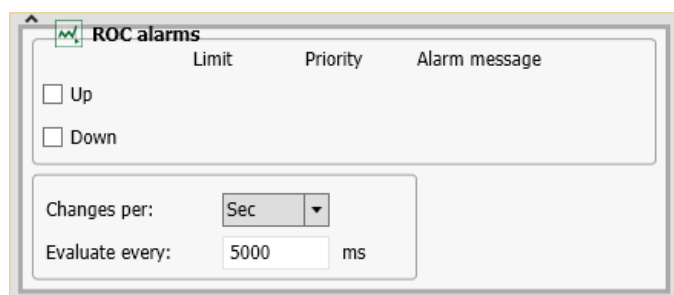 ROC alarms
Limit Priority Alarm message
Up
Down
Changes per: Sec
Evaluate every: 5000 ms